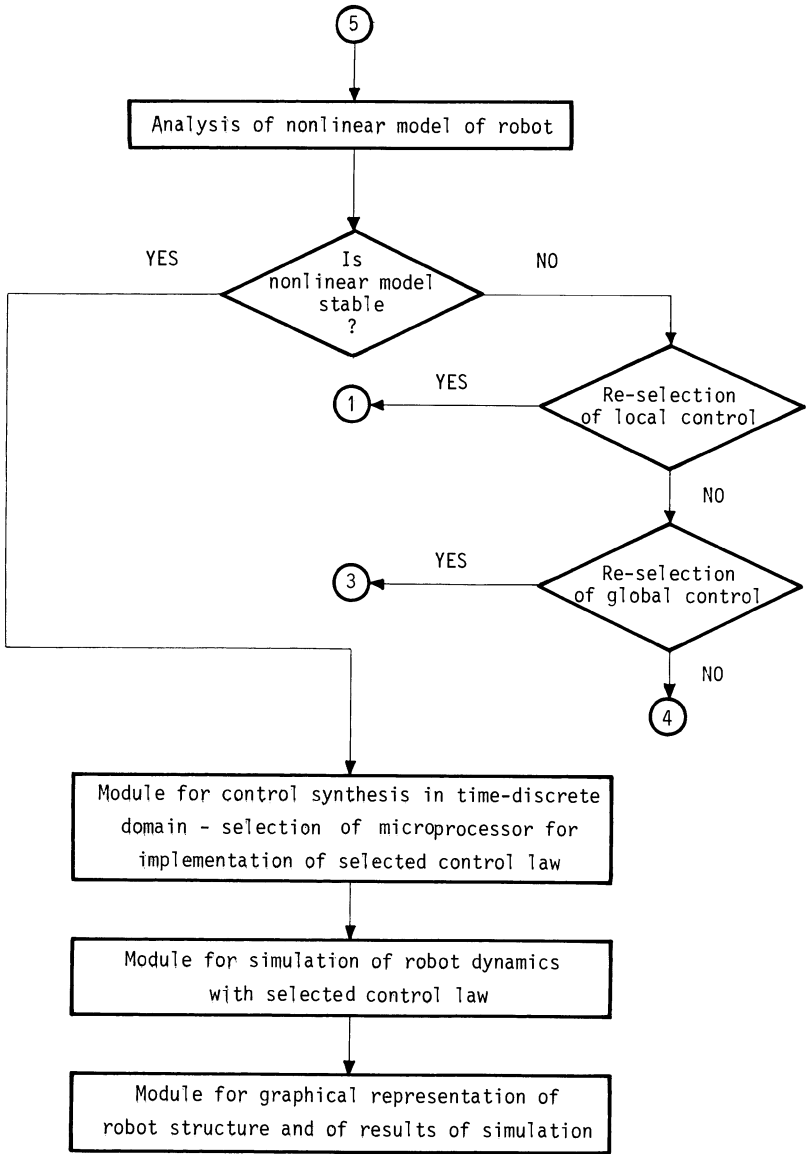 5
Analysis of nonlinear model of robot
YES
Is
nonlinear model
stable
?
NO
YES
1
Re-selection
of local control
NO
YES
3
Re-selection
of global control
NO
4
Module for control synthesis in time-discrete
domain - selection of microprocessor for
implementation of selected control law
Module for simulation of robot dynamics
with selected control law
Module for graphical representation of
robot structure and of results of simulation